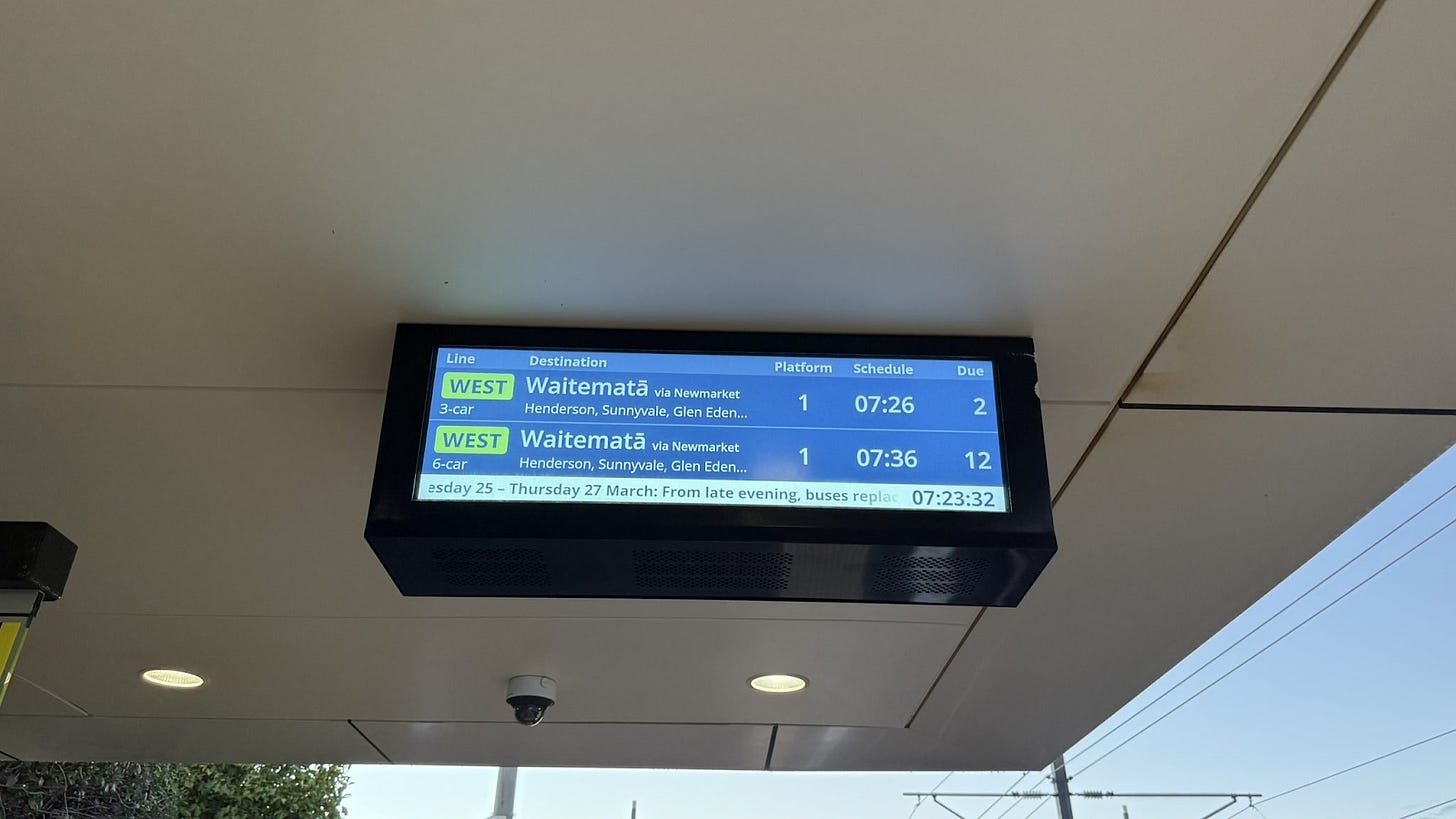 Line Destination Platform Schedule Due
WEST Waitematā via Newmarket 1 07:26 2
3-car Henderson, Sunnyvale, Glen Eden...
WEST Waitematā via Newmarket 1 07:36 12
6-car Henderson, Sunnyvale, Glen Eden...
esday 25 – Thursday 27 March: From late evening, buses replac 07:23:32